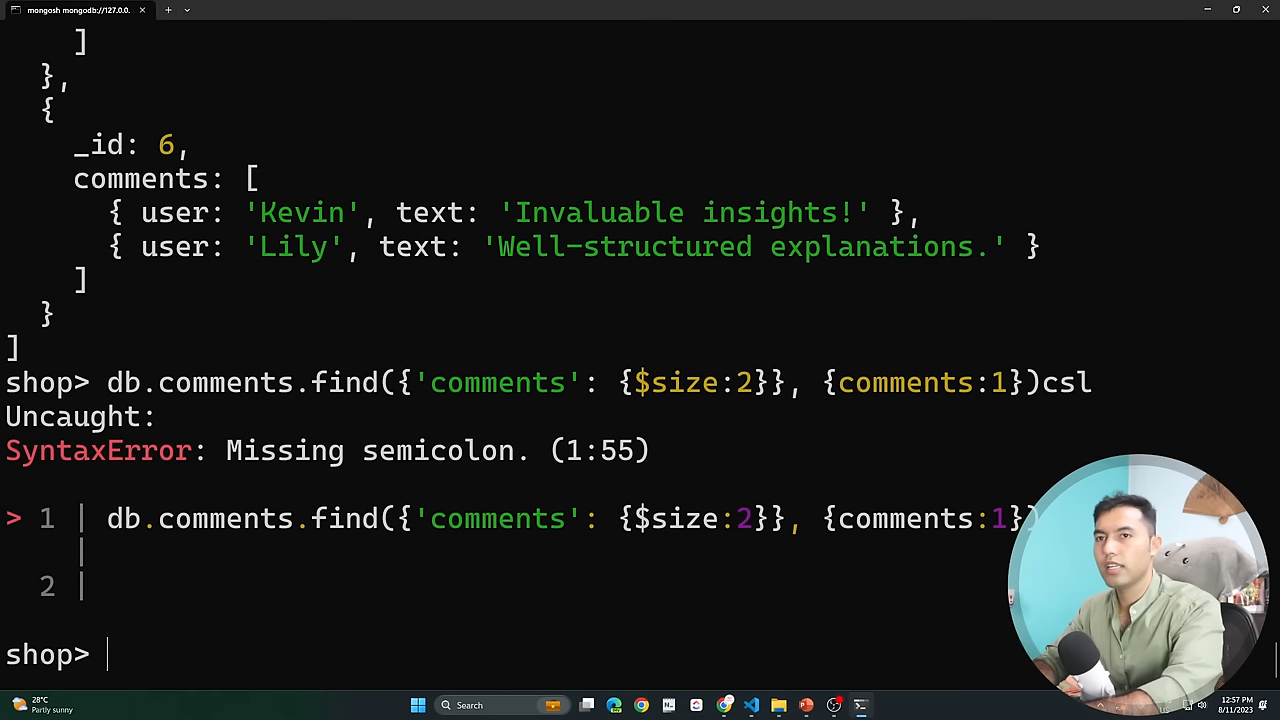 mongosh mongodb://127.0.0.
]
},
{
_id: 6,
comments: [
{ user: 'Kevin', text: 'Invaluable insights!' },
{ user: 'Lily', text: 'Well-structured explanations.' }
]
}
]
shop> db.comments.find({'comments': {$size:2}}, {comments:1})csl
Uncaught:
SyntaxError: Missing semicolon. (1:55)
> 1 | db.comments.find({'comments': {$size:2}}, {comments:1})
|
2 |
shop>
28°C
Partly sunny
Search
12:57 PM
8/11/2023